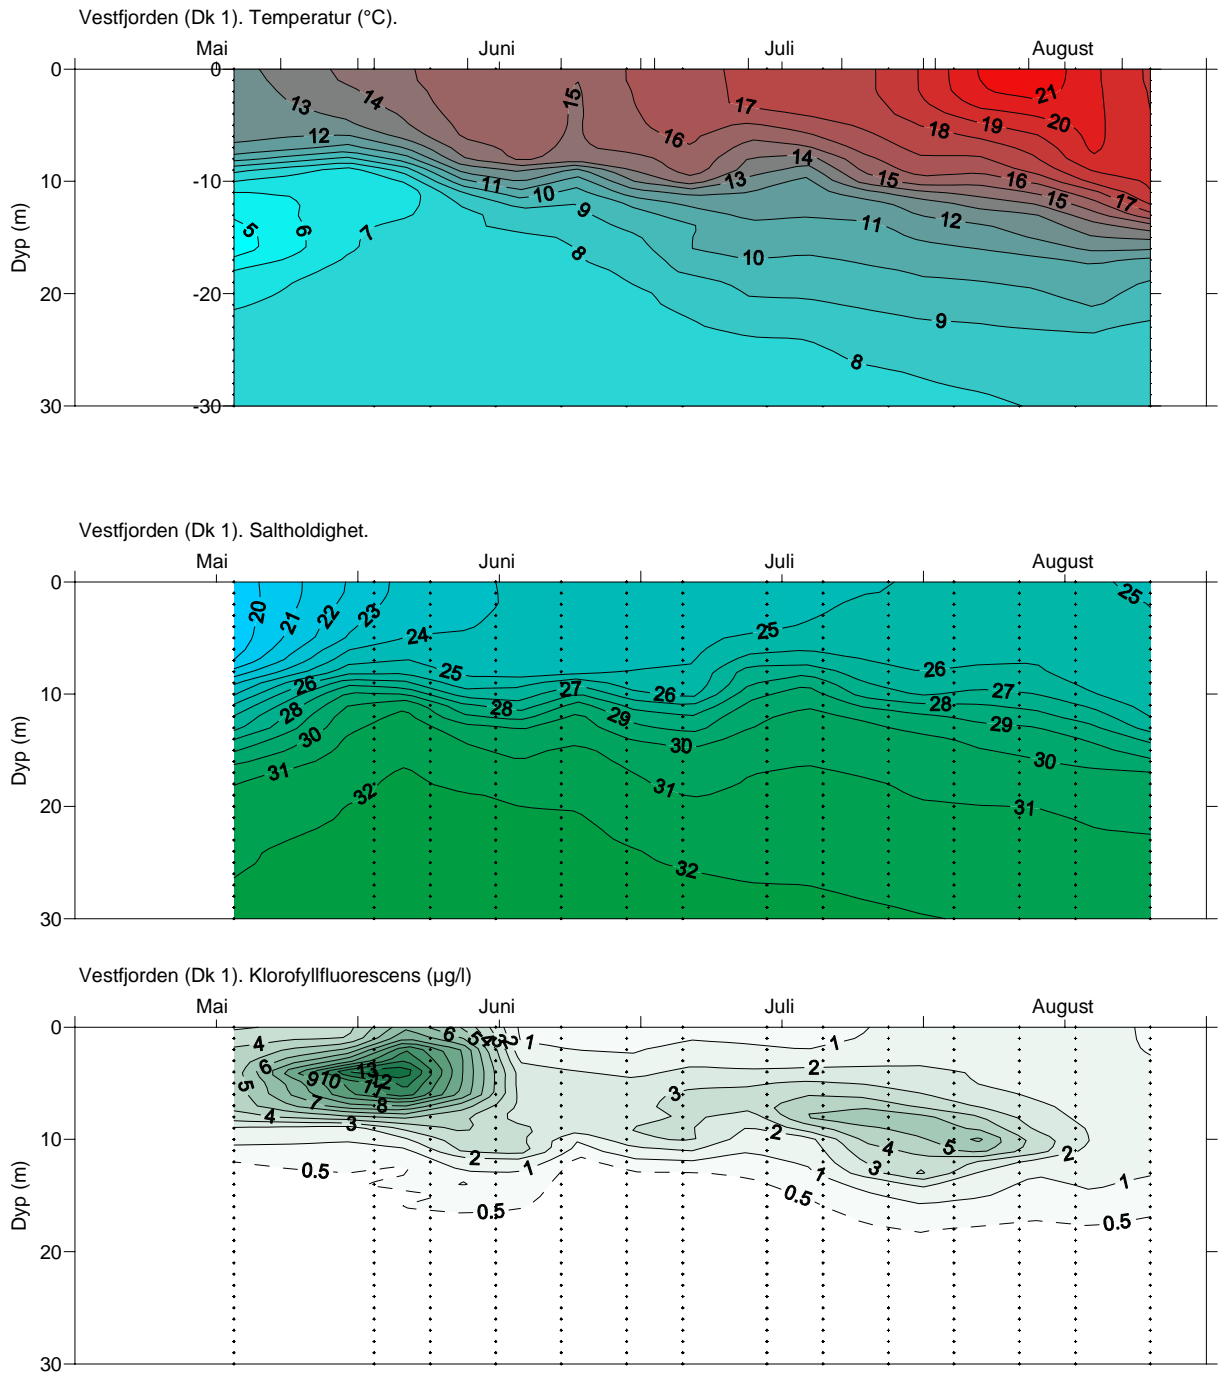 Vestfjorden (Dk 1). Temperatur (°C).
Mai Juni Juli August
0 0
10 -10
20 -20
30 -30
Dyp (m)
13 14 15 16 17 18 19 20 21
12 11 10 9 8 7 6 5
13 14 15 16 15 17
12 11 10 9 8
Vestfjorden (Dk 1). Saltholdighet.
Mai Juni Juli August
0
10
20
30
Dyp (m)
20 21 22 23 24 25 25 25
26 27 26 26 27
28 28 29 28 29
30 30 30
31 31 31
32 32
Vestfjorden (Dk 1). Klorofyllfluorescens (µg/l)
Mai Juni Juli August
0
10
20
30
Dyp (m)
4 6 5 4 3 2 1 1
6 5 9 10 13 12 11 8 7 4 3
2 3 2 4 5 3 2
2 1 1 1
0.5 0.5 0.5 0.5